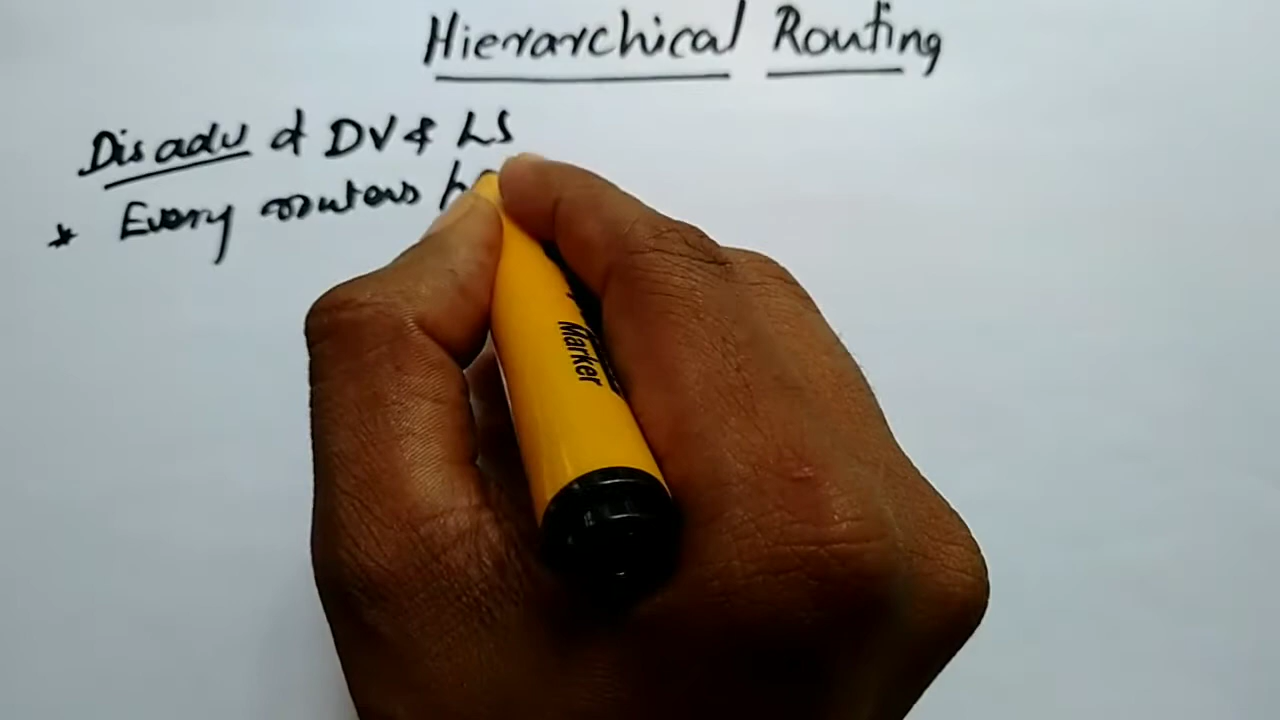 Hierarchical Routing
Disadv of DV & LS
* Every routers
Marker